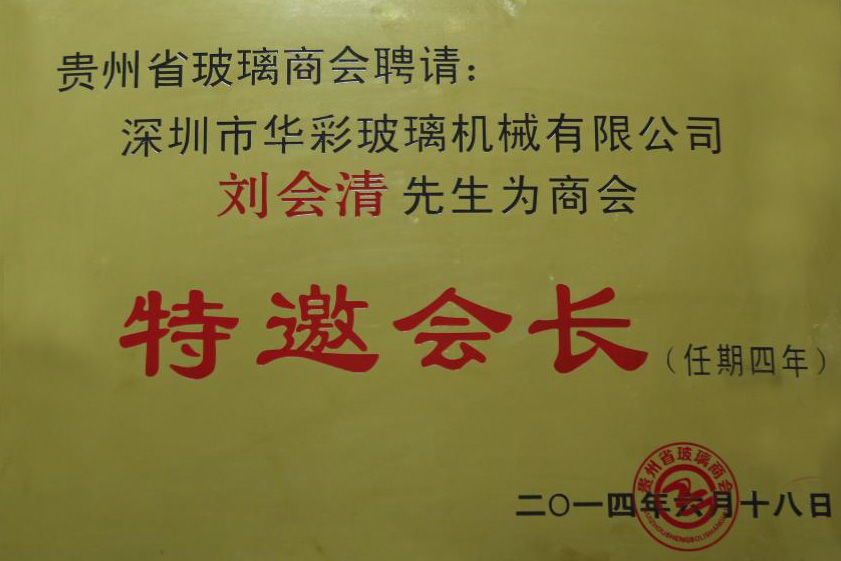 贵州省玻璃商会聘请：
深圳市华彩玻璃机械有限公司
刘会清 先生为商会
特邀会长（任期四年）
贵州省玻璃商会
二〇一四年六月十八日